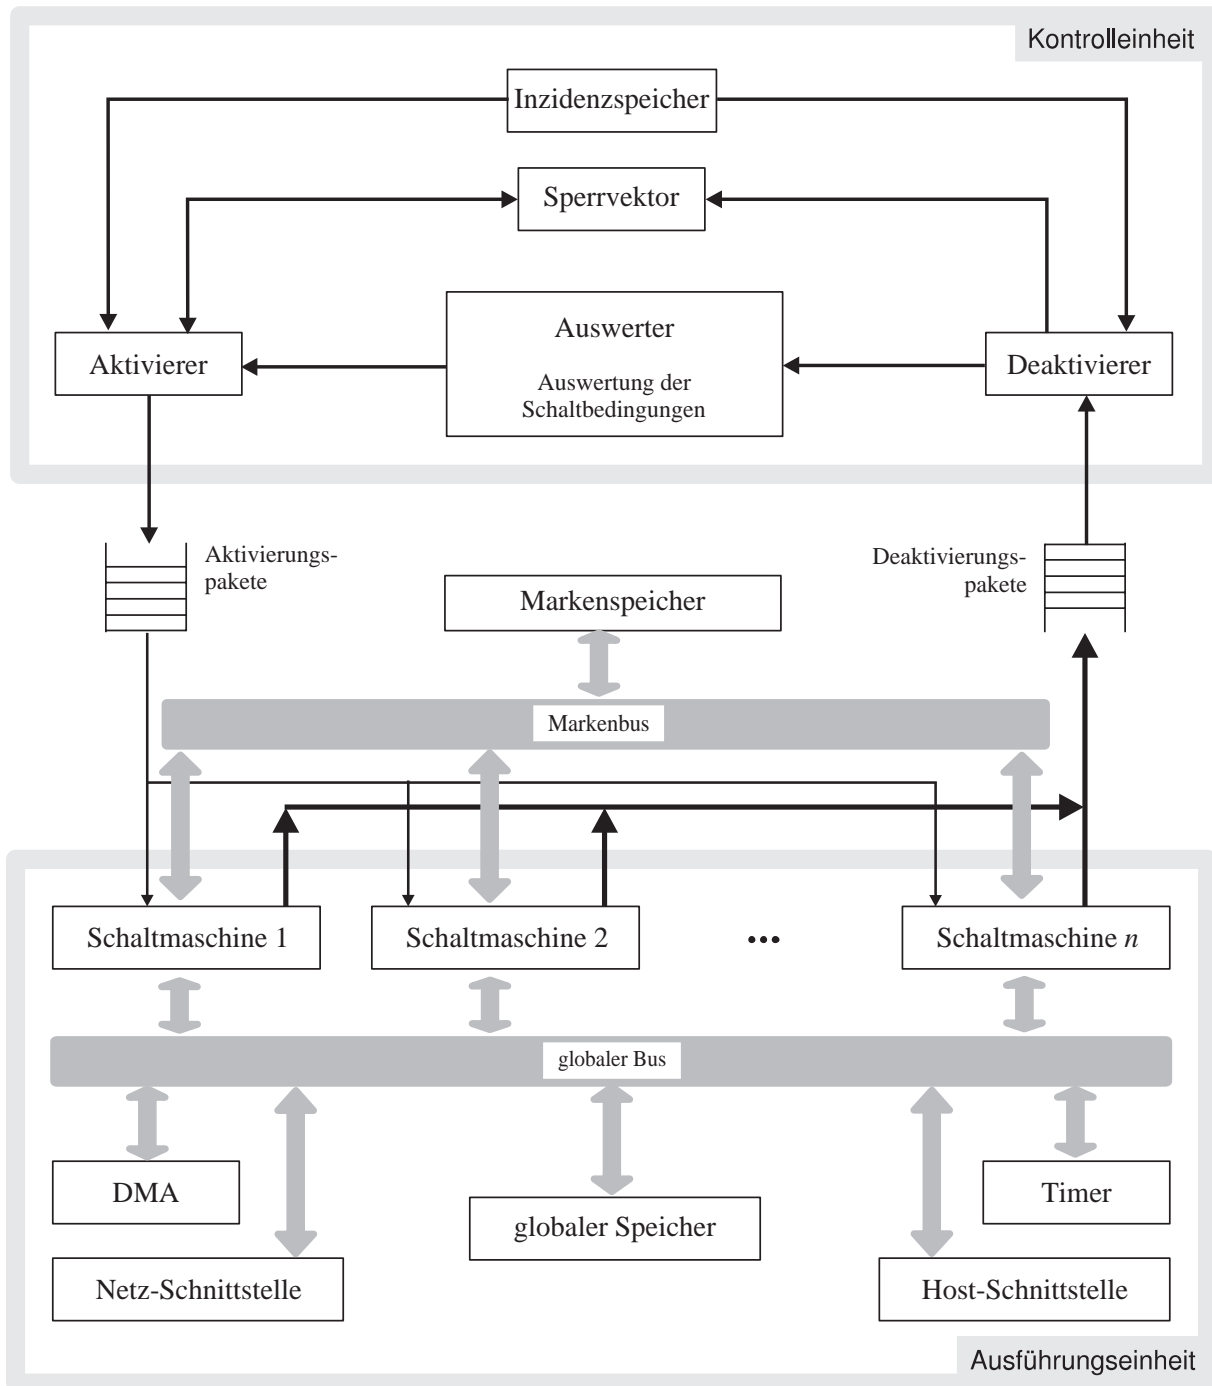 Kontrolleinheit
Inzidenzspeicher
Sperrvektor
Auswerter
Auswertung der
Schaltbedingungen
Aktivierer
Deaktivierer
Aktivierungs-
pakete
Deaktivierungs-
pakete
Markenspeicher
Markenbus
Schaltmaschine 1
Schaltmaschine 2
...
Schaltmaschine n
globaler Bus
DMA
Timer
globaler Speicher
Netz-Schnittstelle
Host-Schnittstelle
Ausführungseinheit